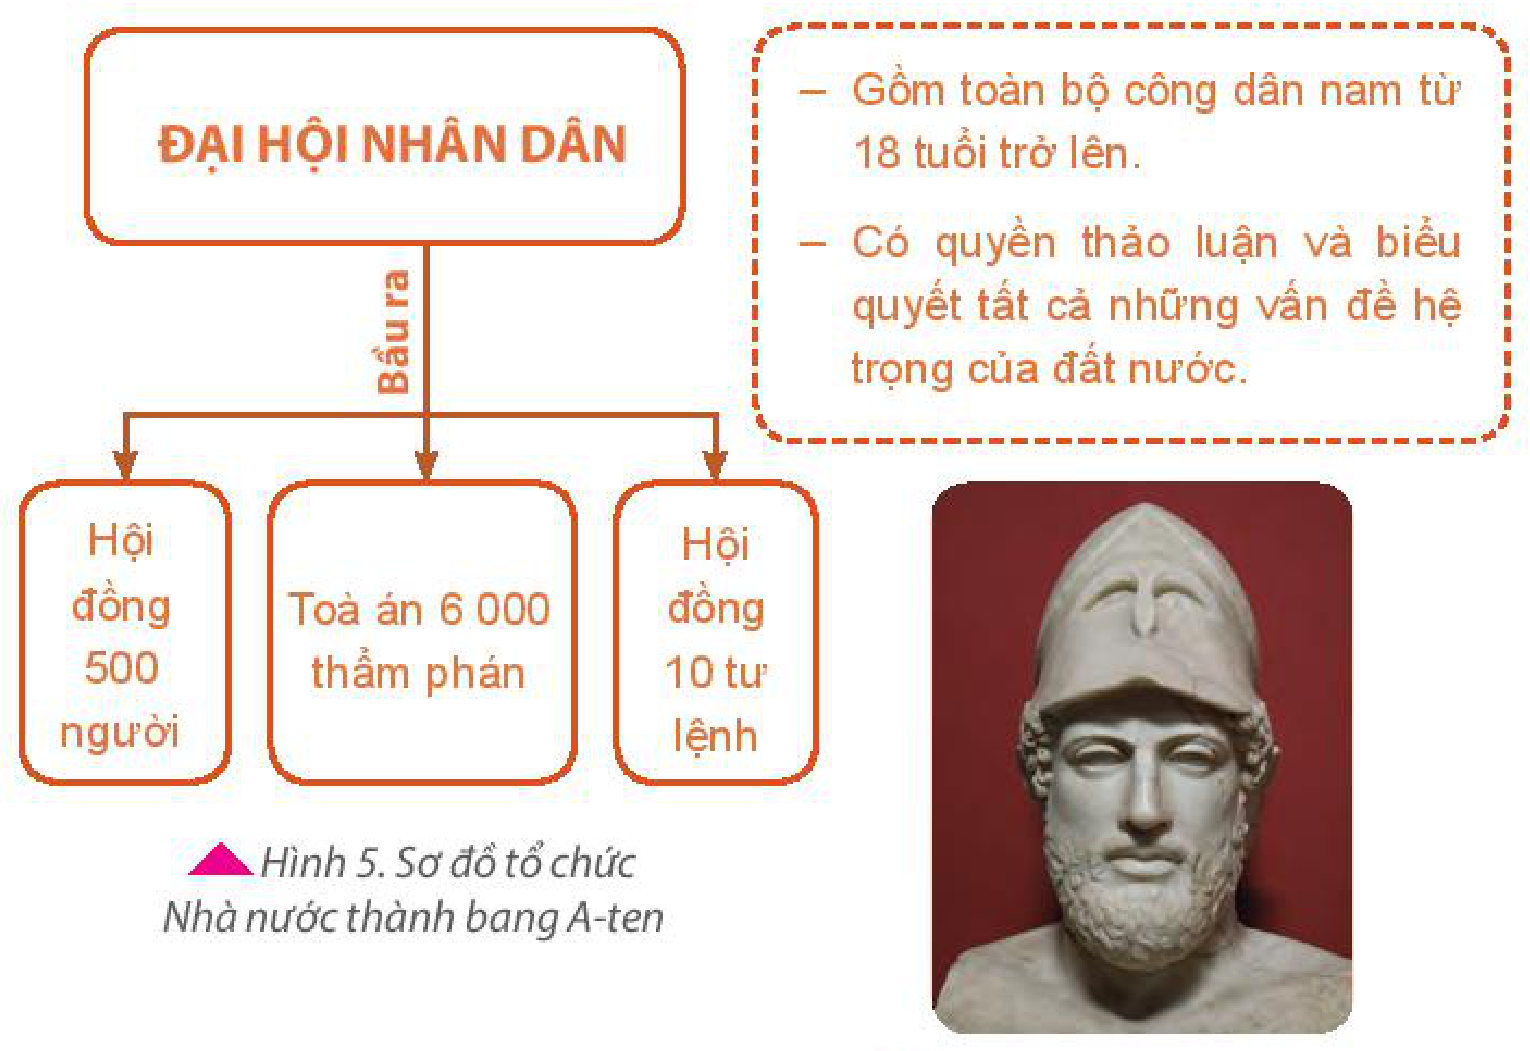 ĐẠI HỘI NHÂN DÂN
– Gồm toàn bộ công dân nam từ
18 tuổi trở lên.
– Có quyền thảo luận và biểu
quyết tất cả những vấn đề hệ
trọng của đất nước.
Bầu ra
Hội
đồng
500
người
Toà án 6 000
thẩm phán
Hội
đồng
10 tư
lệnh
Hình 5. Sơ đồ tổ chức
Nhà nước thành bang A-ten